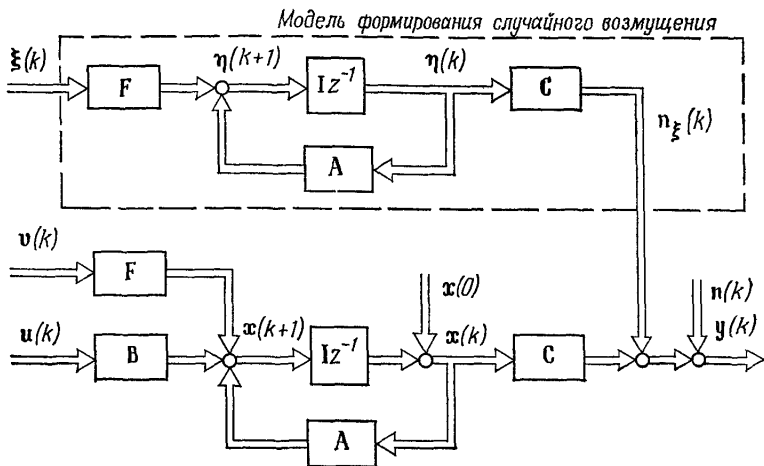 Модель формирования случайного возмущения
ξ(k)
F
η(k+1)
Iz⁻¹
η(k)
C
n_ξ(k)
A
v(k)
F
x(0)
n(k)
u(k)
B
x(k+1)
Iz⁻¹
x(k)
C
y(k)
A